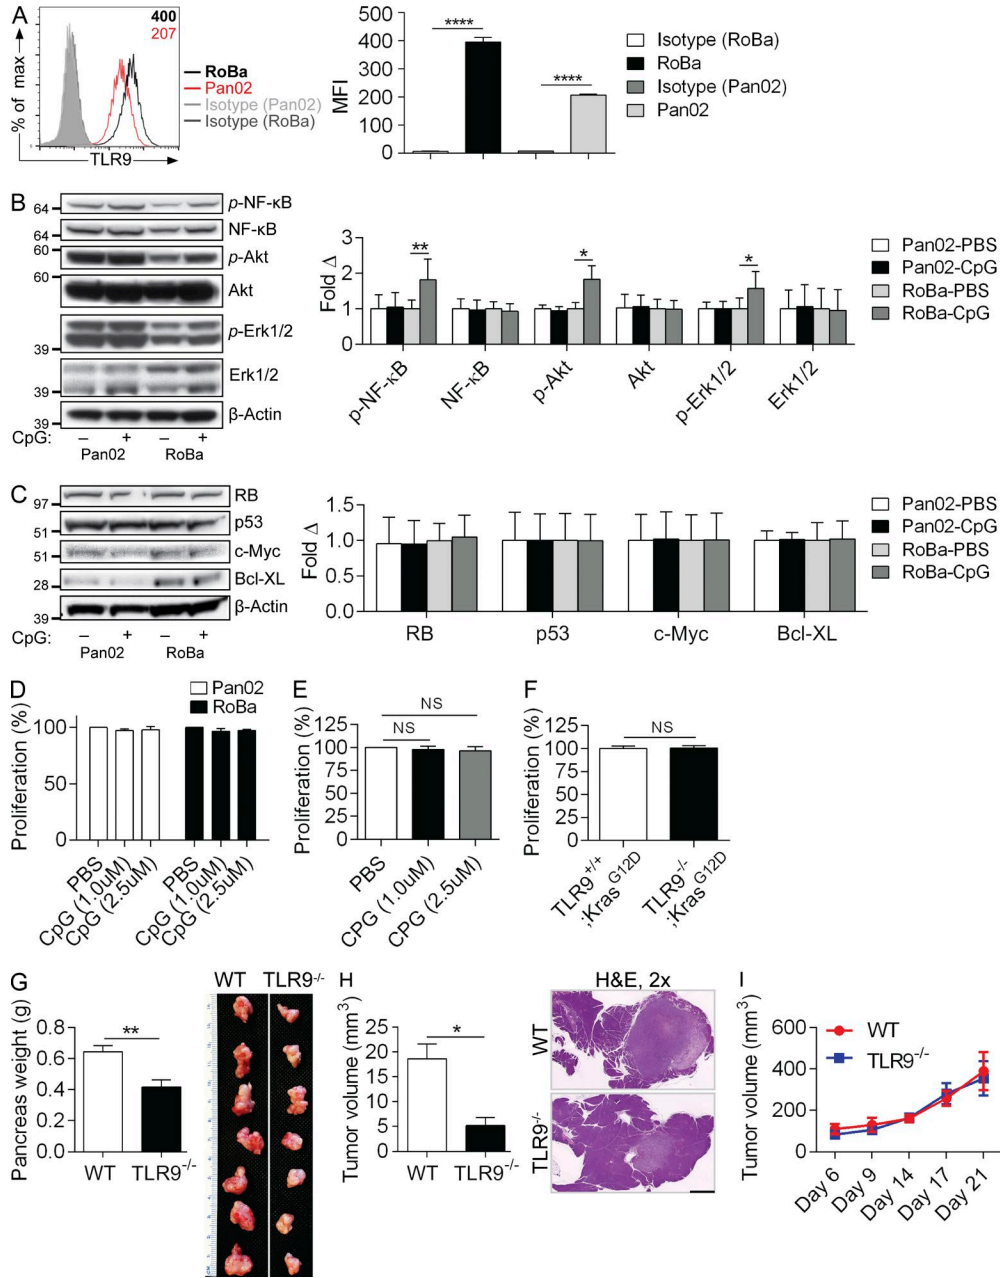 A
% of max
400
207
RoBa
Pan02
Isotype (Pan02)
Isotype (RoBa)
TLR9
MFI
400
300
200
100
0
****
****
Isotype (RoBa)
RoBa
Isotype (Pan02)
Pan02
B
64
p-NF-κB
64
NF-κB
60
p-Akt
60
Akt
39
p-Erk1/2
39
Erk1/2
39
β-Actin
CpG: – + – +
Pan02 RoBa
Fold Δ
3
2
1
0
** * *
p-NF-κB
NF-κB
p-Akt
Akt
p-Erk1/2
Erk1/2
Pan02-PBS
Pan02-CpG
RoBa-PBS
RoBa-CpG
C
97
RB
51
p53
51
c-Myc
28
Bcl-XL
39
β-Actin
CpG: – + – +
Pan02 RoBa
Fold Δ
1.5
1.0
0.5
0.0
RB p53 c-Myc Bcl-XL
Pan02-PBS
Pan02-CpG
RoBa-PBS
RoBa-CpG
D
Pan02
RoBa
Proliferation (%)
100
50
0
PBS
CpG (1.0uM)
CpG (2.5uM)
PBS
CpG (1.0uM)
CpG (2.5uM)
E
Proliferation (%)
125
100
75
50
25
0
NS
NS
PBS
CPG (1.0uM)
CPG (2.5uM)
F
Proliferation (%)
125
100
75
50
25
0
NS
TLR9+/+
;KrasG12D
TLR9-/-
;KrasG12D
G
Pancreas weight (g)
0.8
0.6
0.4
0.2
0.0
**
WT TLR9-/-
WT TLR9-/-
H
Tumor volume (mm3)
25
20
15
10
5
0
*
WT TLR9-/-
H&E, 2x
WT
TLR9-/-
I
Tumor volume (mm3)
600
400
200
0
WT
TLR9-/-
Day 6
Day 9
Day 14
Day 17
Day 21